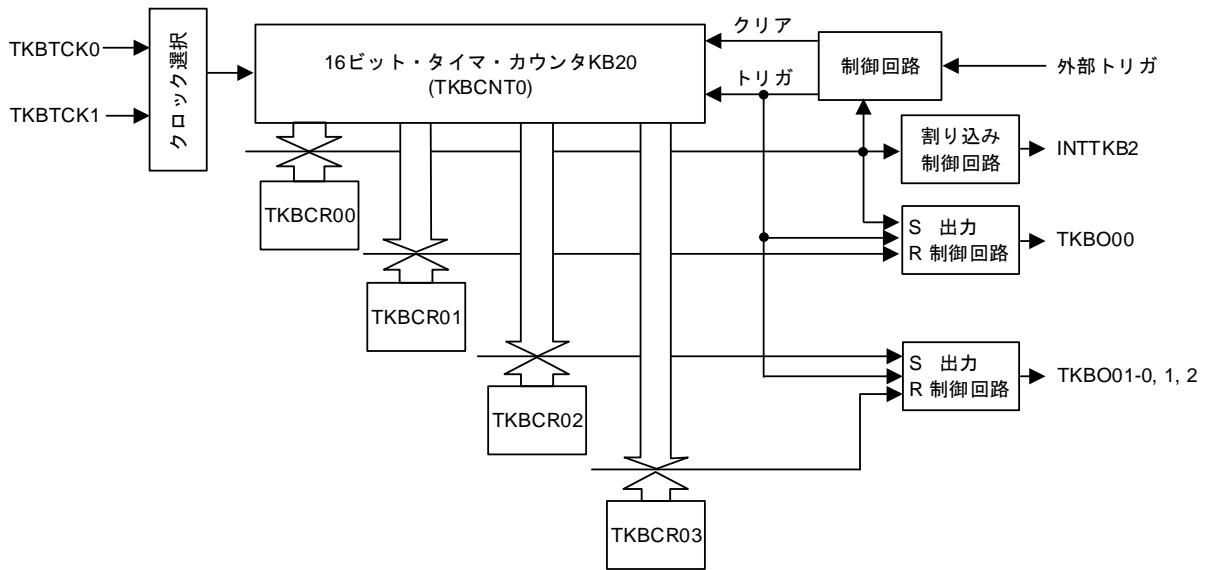 TKBTCK0
TKBTCK1
クロック選択
16ビット・タイマ・カウンタKB20
(TKBCNT0)
クリア
トリガ
制御回路
外部トリガ
割り込み
制御回路
INTTKB2
TKBCR00
S 出力
R 制御回路
TKBO00
TKBCR01
S 出力
R 制御回路
TKBO01-0, 1, 2
TKBCR02
TKBCR03